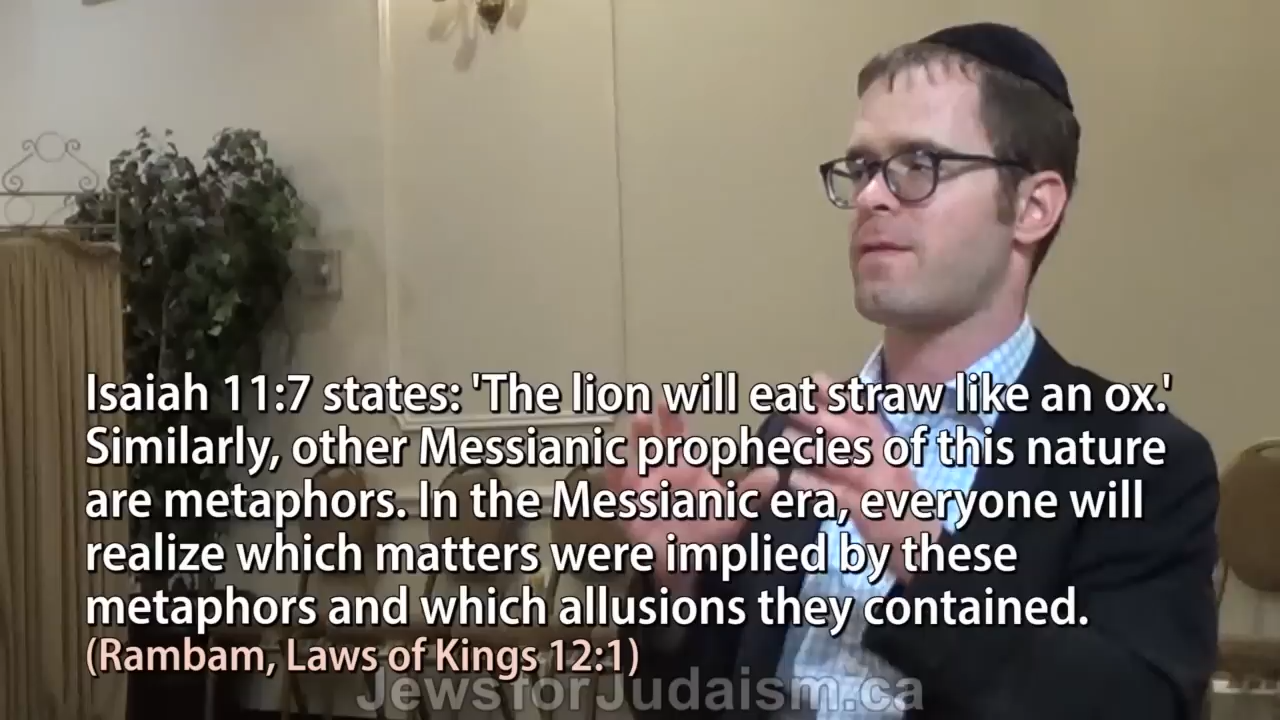 Isaiah 11:7 states: 'The lion will eat straw like an ox.'
Similarly, other Messianic prophecies of this nature
are metaphors. In the Messianic era, everyone will
realize which matters were implied by these
metaphors and which allusions they contained.
(Rambam, Laws of Kings 12:1)
JewsforJudaism.ca